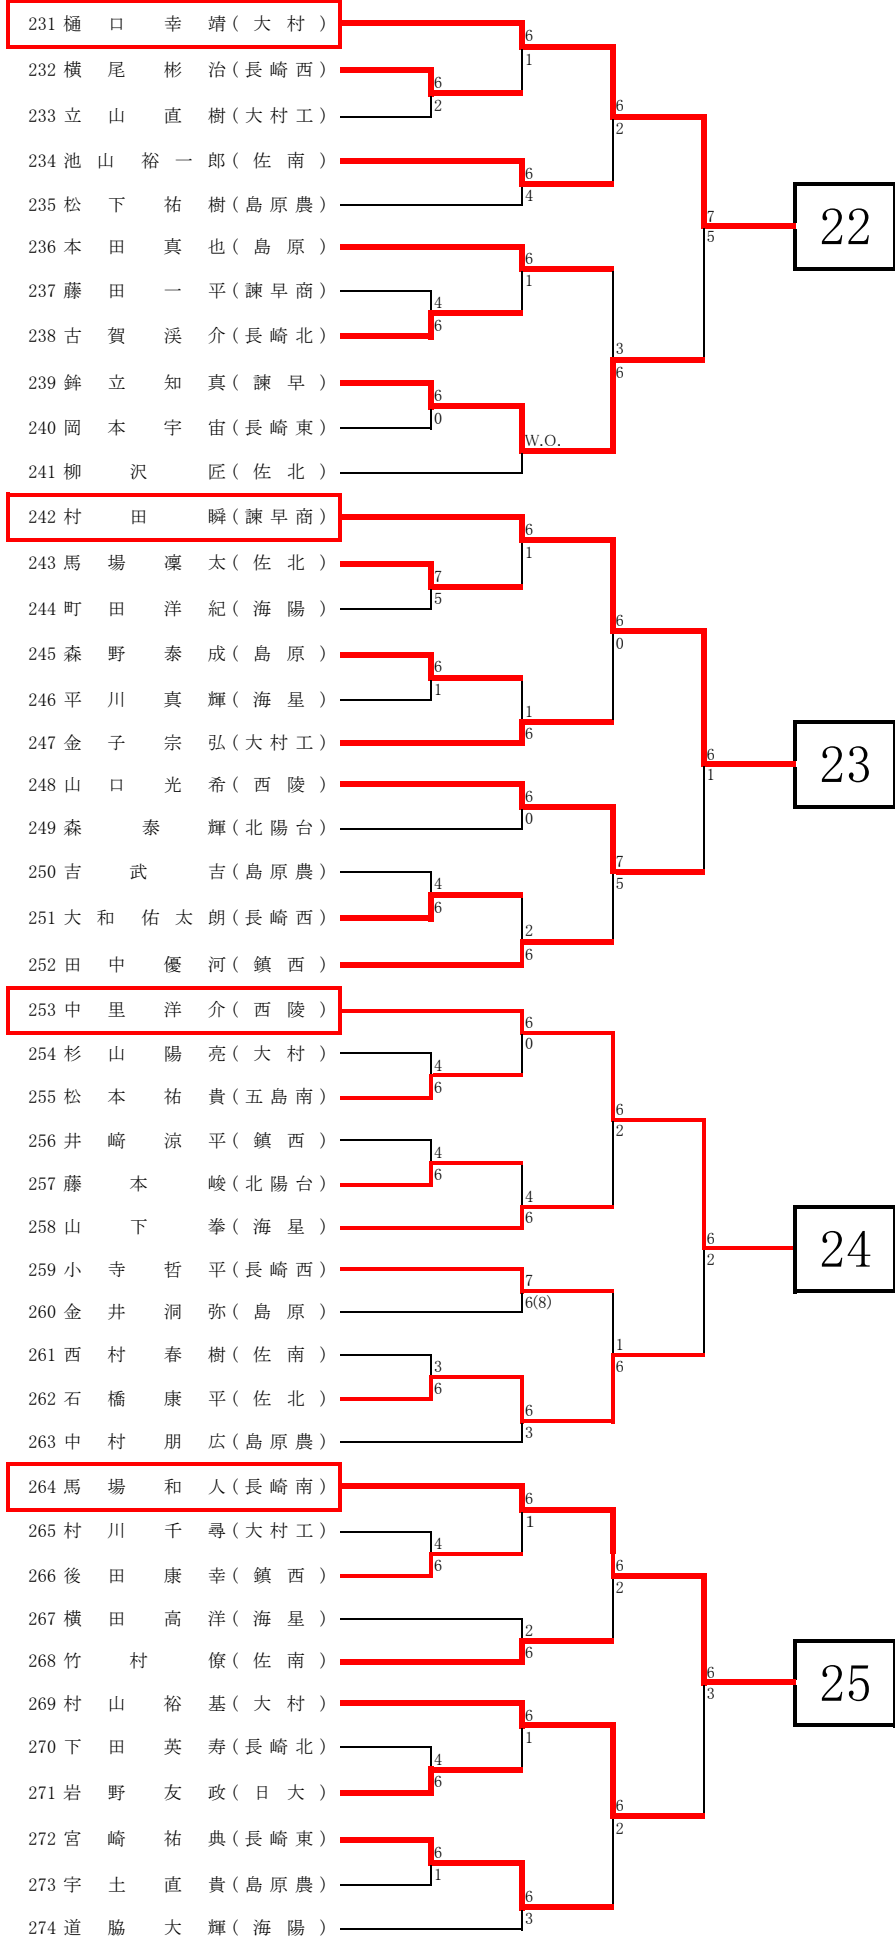 231 樋口幸靖(大村)
6
1
232 横尾彬治(長崎西)
6
2
233 立山直樹(大村工)
6
2
234 池山裕一郎(佐南)
6
4
235 松下祐樹(島原農)
7
5
22
236 本田真也(島原)
6
1
237 藤田一平(諫早商)
4
6
238 古賀渓介(長崎北)
3
6
239 鉾立知真(諫早)
6
0
240 岡本宇宙(長崎東)
W.O.
241 柳沢匠(佐北)
242 村田瞬(諫早商)
6
1
243 馬場凜太(佐北)
7
5
244 町田洋紀(海陽)
6
0
245 森野泰成(島原)
6
1
246 平川真輝(海星)
1
6
247 金子宗弘(大村工)
6
1
23
248 山口光希(西陵)
6
0
249 森泰輝(北陽台)
7
5
250 吉武吉(島原農)
4
6
251 大和佑太朗(長崎西)
2
6
252 田中優河(鎮西)
253 中里洋介(西陵)
6
0
254 杉山陽亮(大村)
4
6
255 松本祐貴(五島南)
6
2
256 井﨑涼平(鎮西)
4
6
257 藤本峻(北陽台)
4
6
258 山下拳(海星)
6
2
24
259 小寺哲平(長崎西)
7
6(8)
260 金井洞弥(島原)
1
6
261 西村春樹(佐南)
3
6
262 石橋康平(佐北)
6
3
263 中村朋広(島原農)
264 馬場和人(長崎南)
6
1
265 村川千尋(大村工)
4
6
266 後田康幸(鎮西)
6
2
267 横田高洋(海星)
2
6
268 竹村僚(佐南)
6
3
25
269 村山裕基(大村)
6
1
270 下田英寿(長崎北)
4
6
271 岩野友政(日大)
6
2
272 宮崎祐典(長崎東)
6
1
273 宇土直貴(島原農)
6
3
274 道脇大輝(海陽)